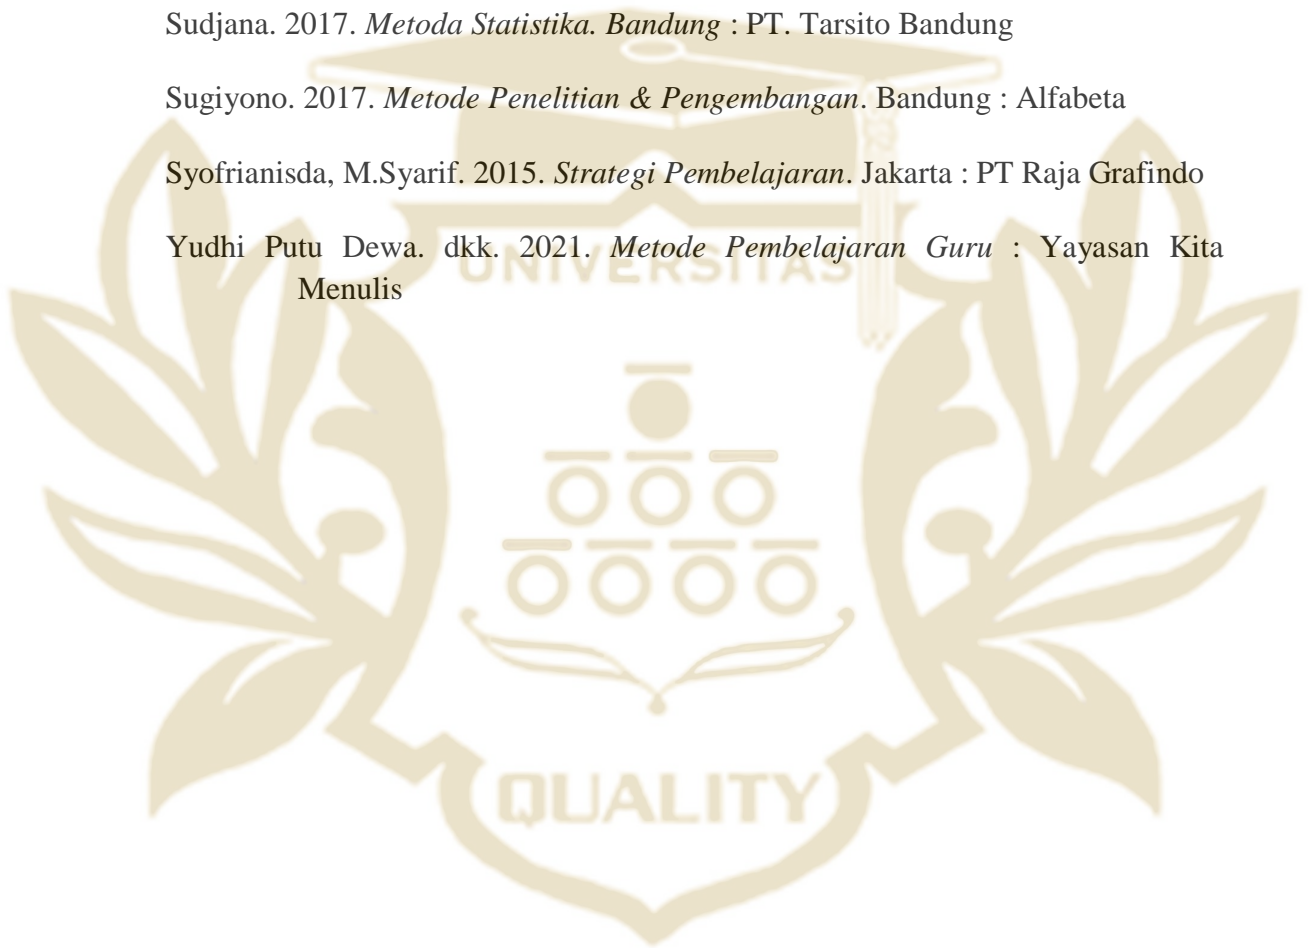 Sudjana. 2017. Metoda Statistika. Bandung : PT. Tarsito Bandung
Sugiyono. 2017. Metode Penelitian & Pengembangan. Bandung : Alfabeta
Syofrianisda, M.Syarif. 2015. Strategi Pembelajaran. Jakarta : PT Raja Grafindo
Yudhi Putu Dewa. dkk. 2021. Metode Pembelajaran Guru : Yayasan Kita
Menulis
UNIVERSITAS
QUALITY